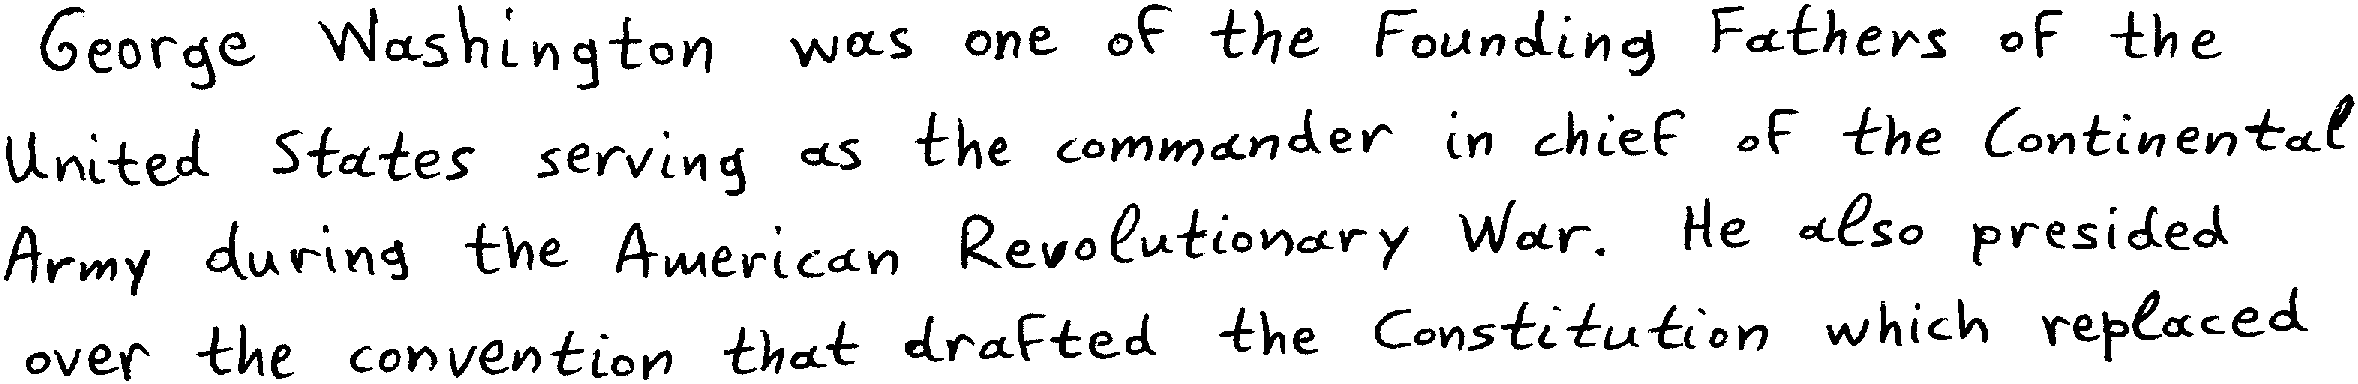 George Washington was one of the Founding Fathers of the
United States serving as the commander in chief of the Continental
Army during the American Revolutionary War. He also presided
over the convention that drafted the Constitution which replaced